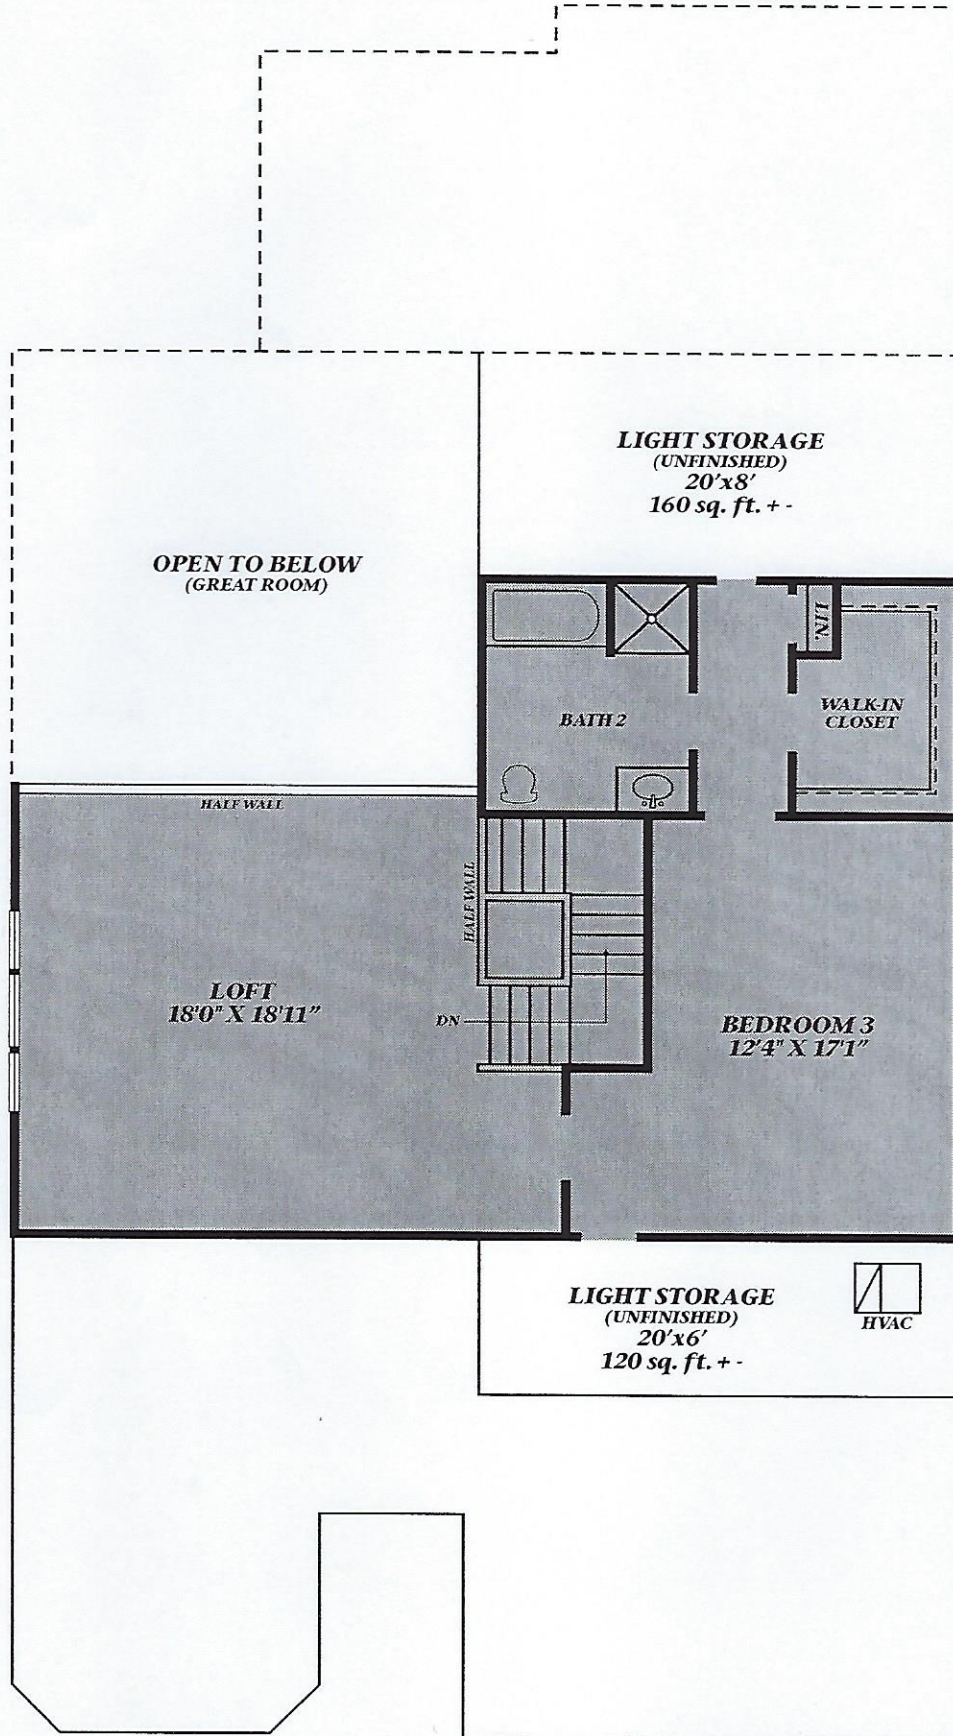 LIGHT STORAGE
(UNFINISHED)
20'x8'
160 sq. ft. + -
OPEN TO BELOW
(GREAT ROOM)
LIN.
BATH 2
WALK-IN
CLOSET
HALF WALL
HALF WALL
LOFT
18'0" X 18'11"
DN
BEDROOM 3
12'4" X 17'1"
LIGHT STORAGE
(UNFINISHED)
20'x6'
120 sq. ft. + -
HVAC